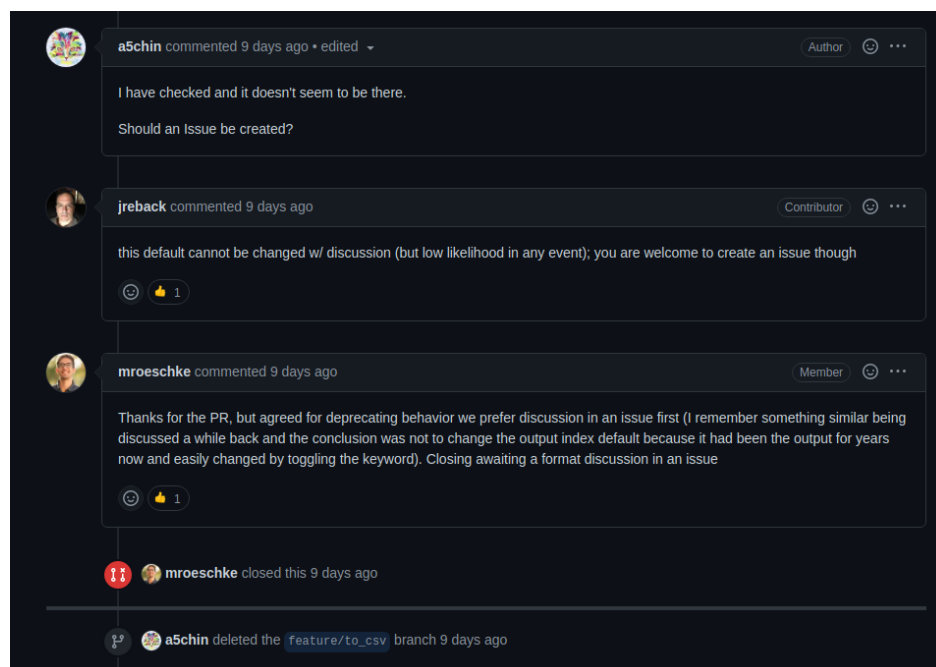 a5chin commented 9 days ago • edited
Author
I have checked and it doesn't seem to be there.
Should an Issue be created?
jreback commented 9 days ago
Contributor
this default cannot be changed w/ discussion (but low likelihood in any event); you are welcome to create an issue though
1
mroeschke commented 9 days ago
Member
Thanks for the PR, but agreed for deprecating behavior we prefer discussion in an issue first (I remember something similar being
discussed a while back and the conclusion was not to change the output index default because it had been the output for years
now and easily changed by toggling the keyword). Closing awaiting a format discussion in an issue
1
mroeschke closed this 9 days ago
a5chin deleted the feature/to_csv branch 9 days ago